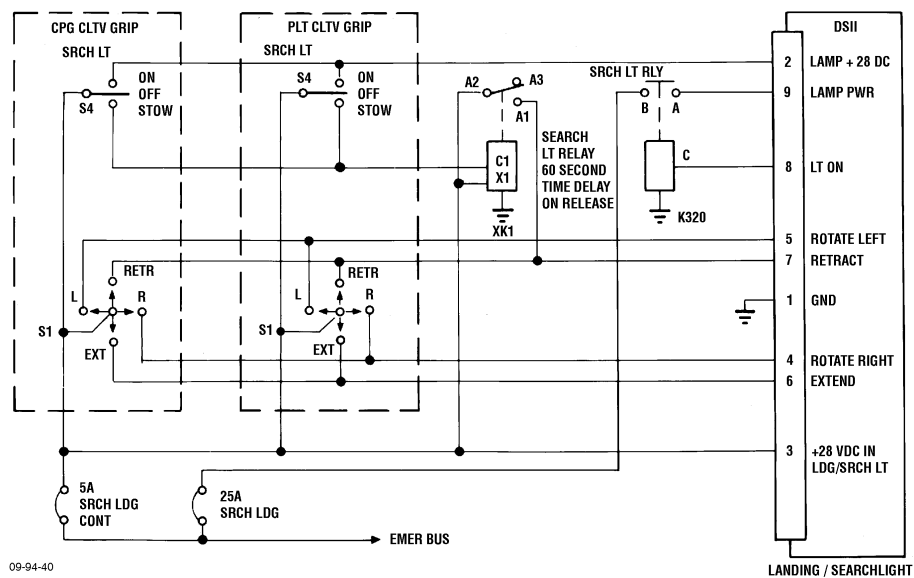 CPG CLTV GRIP
PLT CLTV GRIP
DSII
SRCH LT
SRCH LT
ON
OFF
STOW
S4
S4
ON
OFF
STOW
A2
A3
A1
SRCH LT RLY
B
A
2 LAMP + 28 DC
9 LAMP PWR
C1
X1
XK1
SEARCH
LT RELAY
60 SECOND
TIME DELAY
ON RELEASE
C
K320
8 LT ON
5 ROTATE LEFT
7 RETRACT
RETR
L
R
S1
EXT
RETR
L
R
S1
EXT
1 GND
4 ROTATE RIGHT
6 EXTEND
3 +28 VDC IN
LDG/SRCH LT
5A
SRCH LDG
CONT
25A
SRCH LDG
EMER BUS
09-94-40
LANDING / SEARCHLIGHT